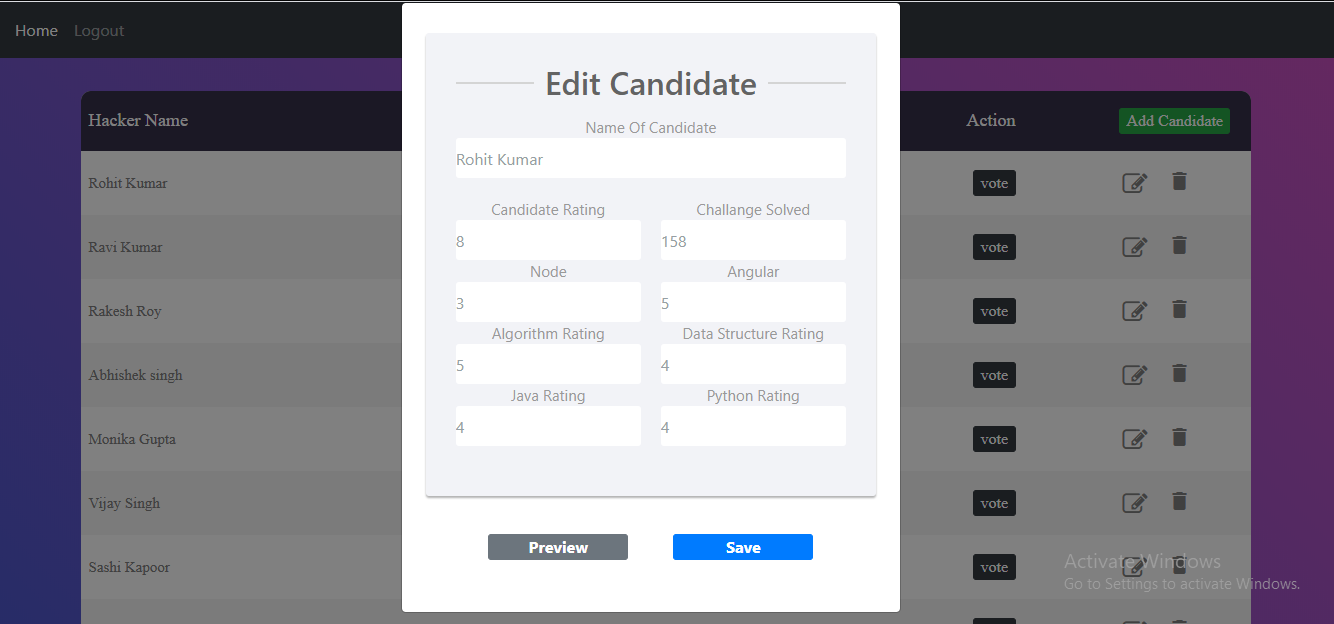 Home Logout
Edit Candidate
Hacker Name Action Add Candidate
Name Of Candidate
Rohit Kumar
Rohit Kumar vote
Candidate Rating Challange Solved
8 158
Ravi Kumar vote
Node Angular
3 5
Rakesh Roy vote
Algorithm Rating Data Structure Rating
5 4
Abhishek singh vote
Java Rating Python Rating
4 4
Monika Gupta vote
Vijay Singh vote
Preview Save
Sashi Kapoor vote
Activate Windows
Go to Settings to activate Windows.